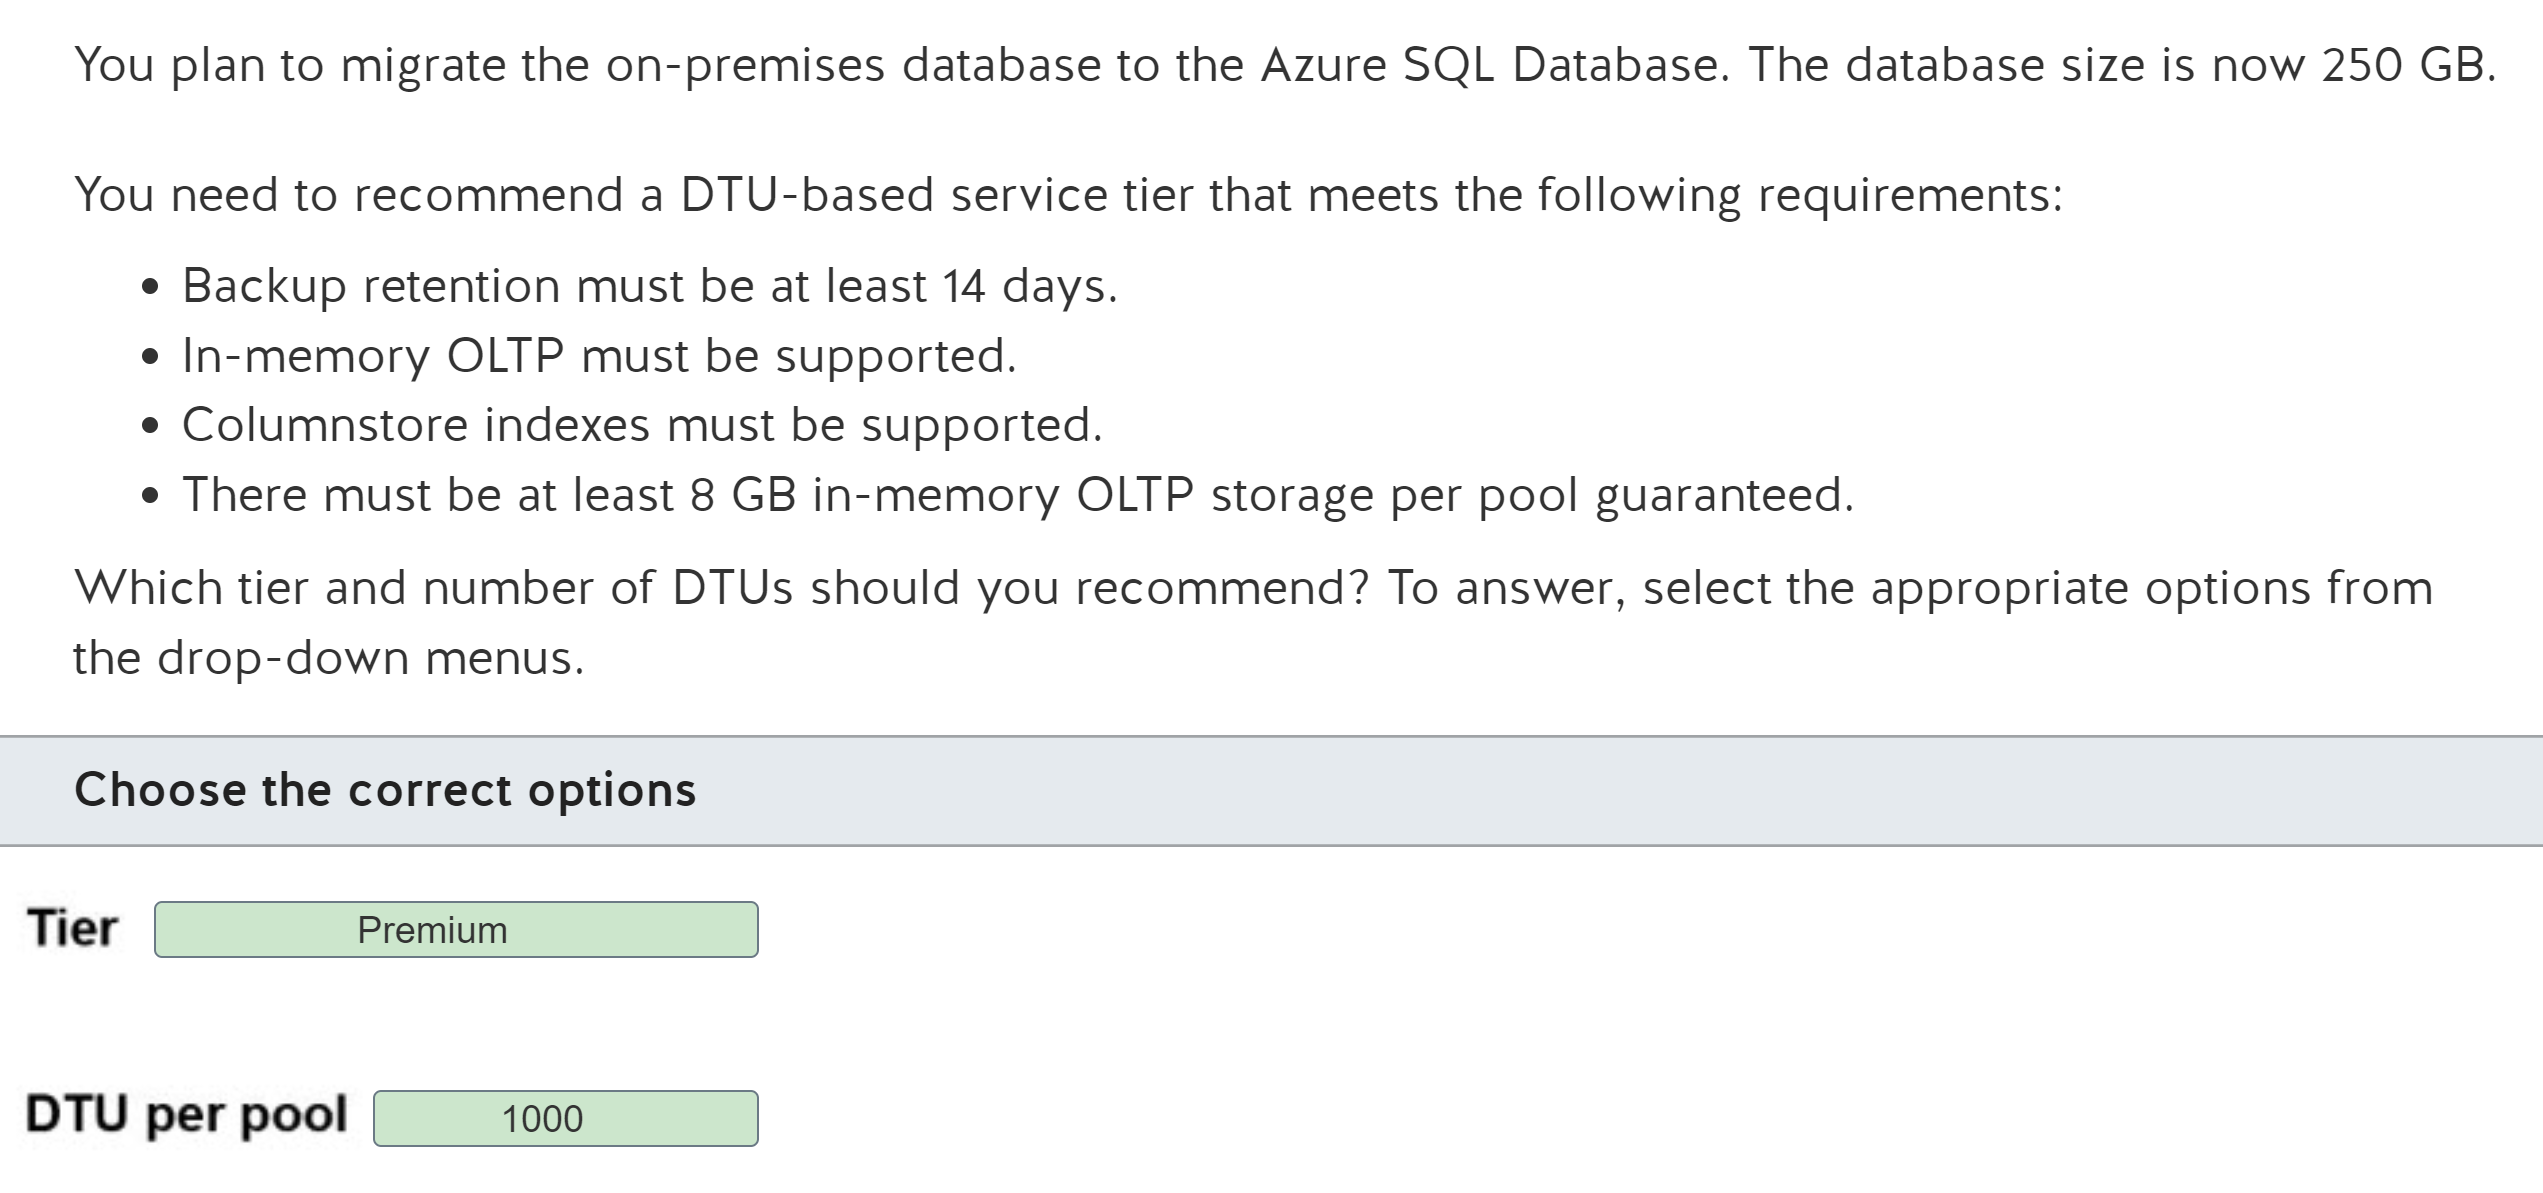 You plan to migrate the on-premises database to the Azure SQL Database. The database size is now 250 GB.
You need to recommend a DTU-based service tier that meets the following requirements:
• Backup retention must be at least 14 days.
• In-memory OLTP must be supported.
• Columnstore indexes must be supported.
• There must be at least 8 GB in-memory OLTP storage per pool guaranteed.
Which tier and number of DTUs should you recommend? To answer, select the appropriate options from
the drop-down menus.
Choose the correct options
Tier Premium
DTU per pool 1000